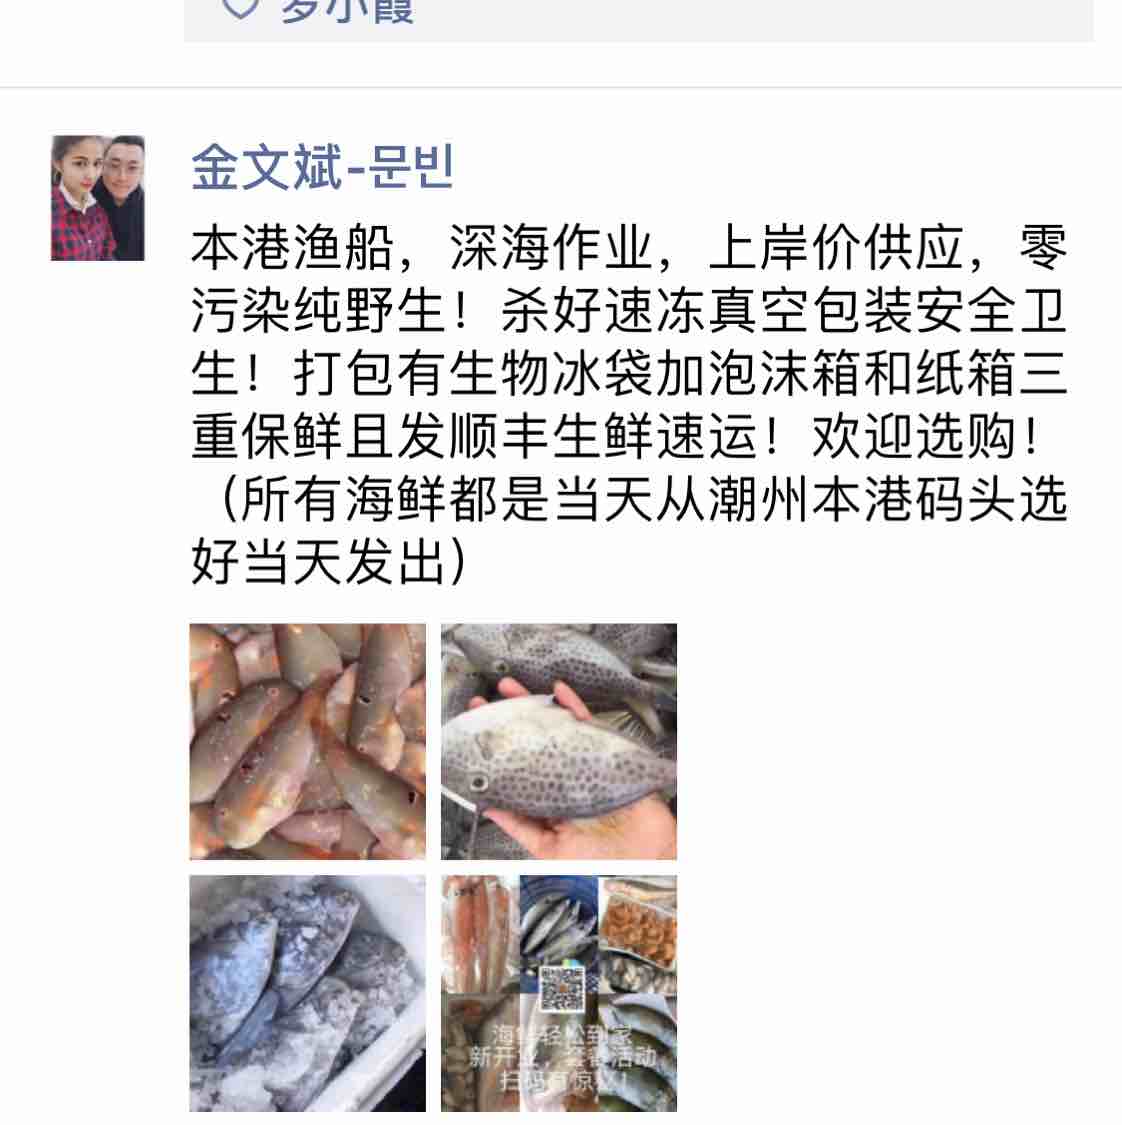 罗小霞
金文斌-문빈
本港渔船，深海作业，上岸价供应，零
污染纯野生！杀好速冻真空包装安全卫
生！打包有生物冰袋加泡沫箱和纸箱三
重保鲜且发顺丰生鲜速运！欢迎选购！
（所有海鲜都是当天从潮州本港码头选
好当天发出）
海鲜轻松到家
新开业，套餐活动，
扫码有惊喜！